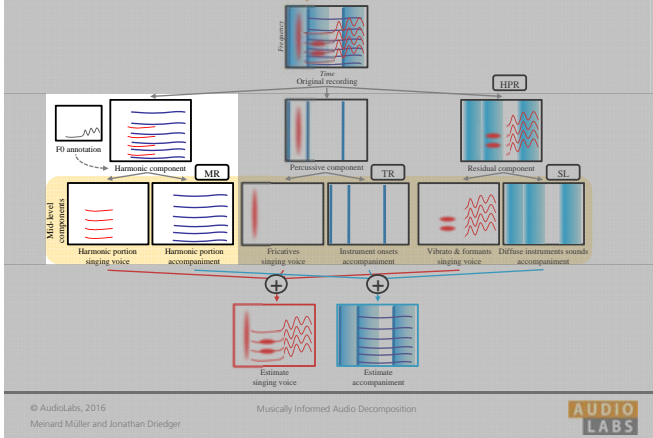 Frequency
Time
Original recording
HPR
F0 annotation
Harmonic component
MR
Percussive component
TR
Residual component
SL
Mid-level
components
Harmonic portion
singing voice
Harmonic portion
accompaniment
Fricatives
singing voice
Instrument onsets
accompaniment
Vibrato & formants
singing voice
Diffuse instruments sounds
accompaniment
+
+
Estimate
singing voice
Estimate
accompaniment
© AudioLabs, 2016
Meinard Müller and Jonathan Driedger
Musically Informed Audio Decomposition
AUDIO
LABS